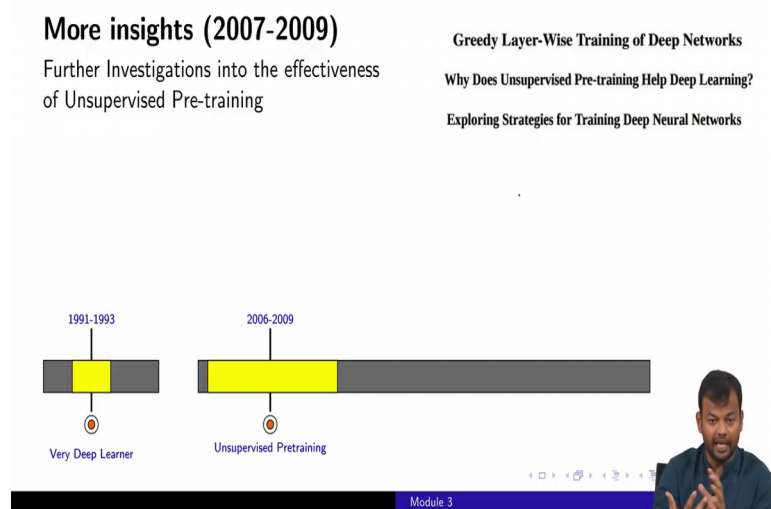 More insights (2007-2009)
Further Investigations into the effectiveness
of Unsupervised Pre-training
Greedy Layer-Wise Training of Deep Networks
Why Does Unsupervised Pre-training Help Deep Learning?
Exploring Strategies for Training Deep Neural Networks
1991-1993
2006-2009
Very Deep Learner
Unsupervised Pretraining
Module 3